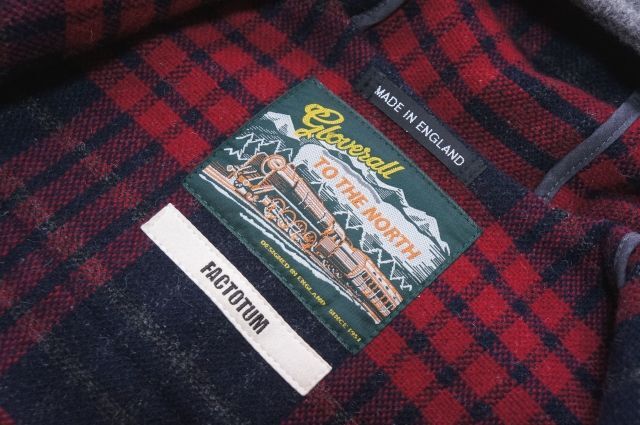 MADE IN ENGLAND
Gloverall
TO THE NORTH
DESIGNED IN ENGLAND
SINCE 1951
FACTOTUM